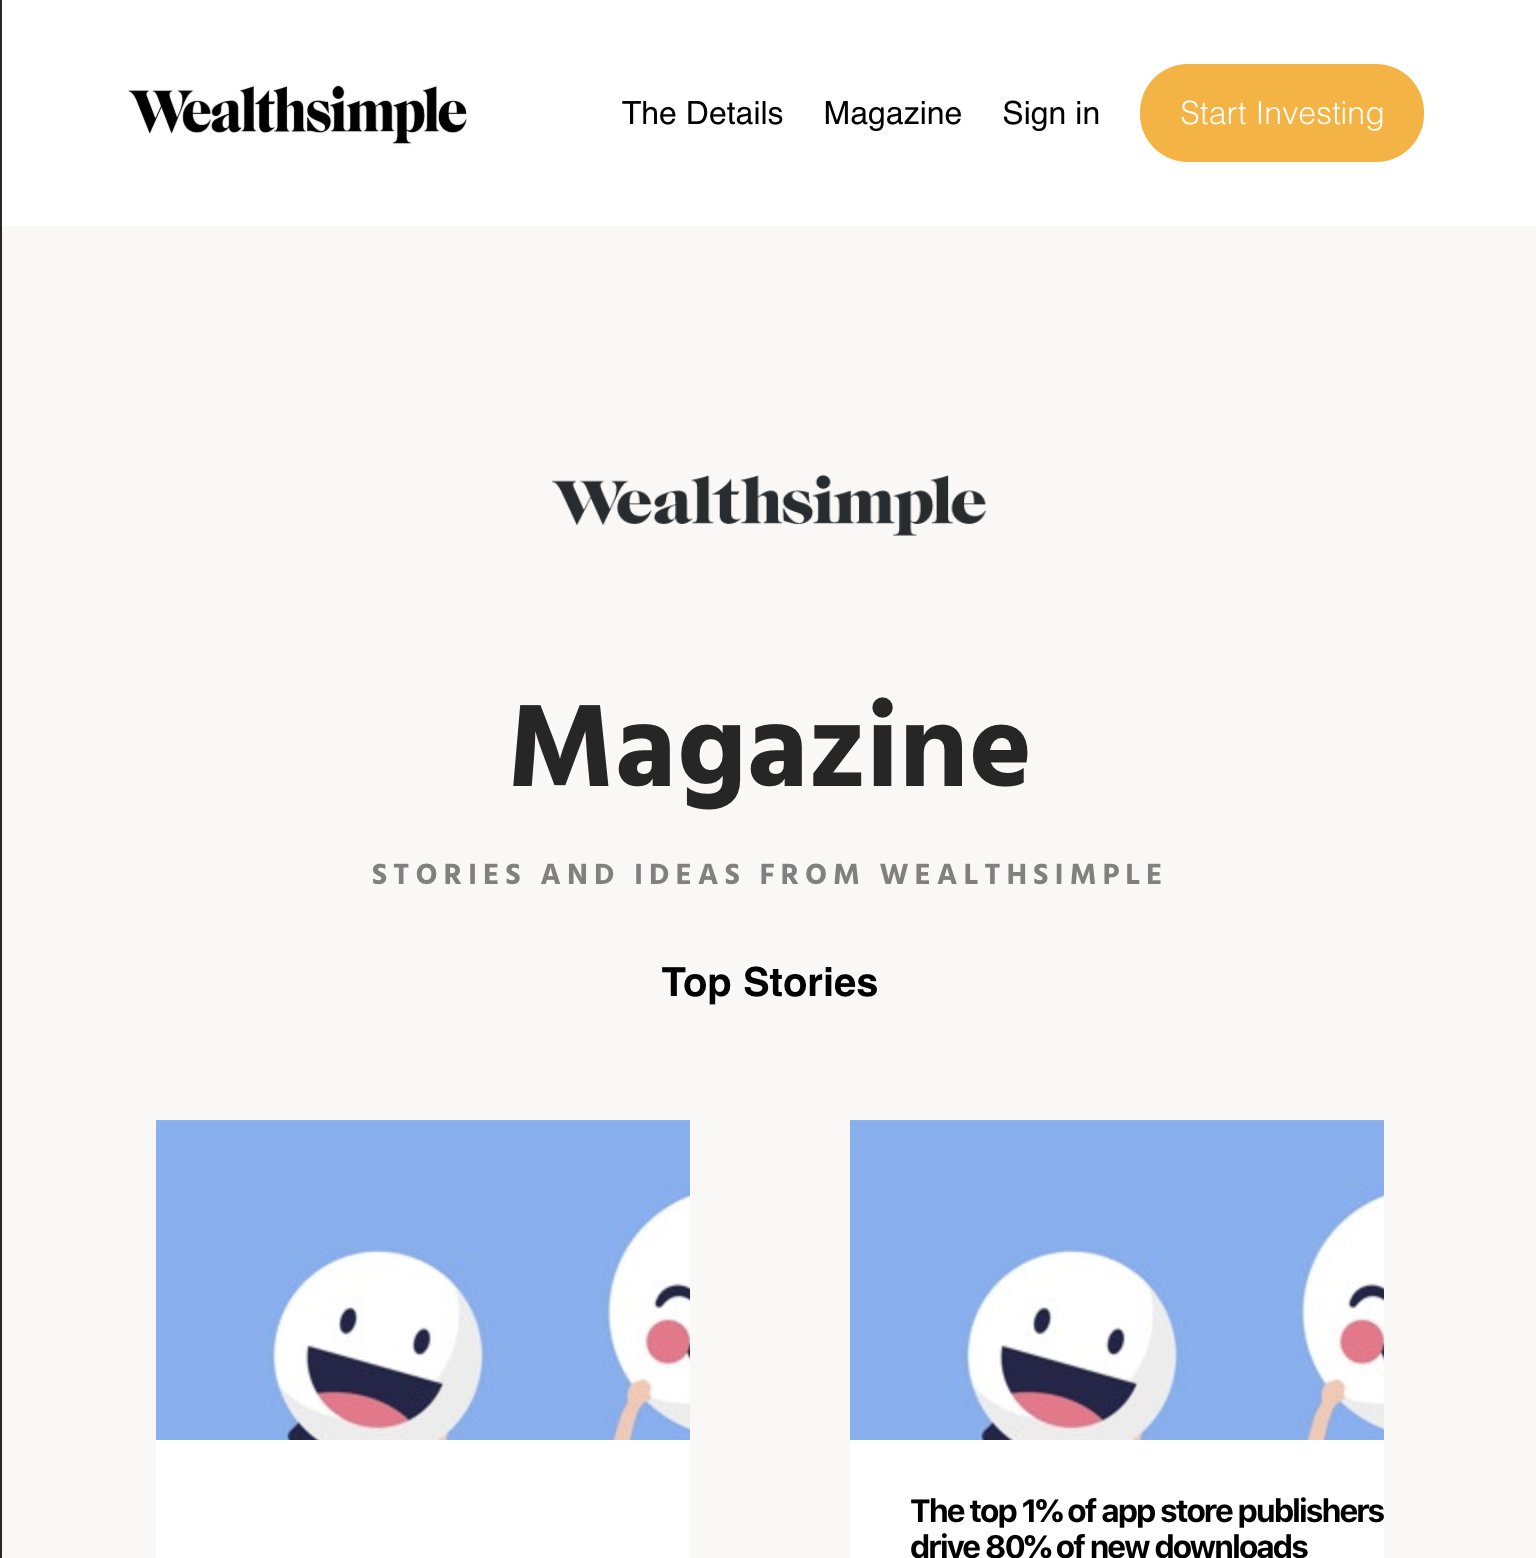 Wealthsimple
The Details
Magazine
Sign in
Start Investing
Wealthsimple
Magazine
STORIES AND IDEAS FROM WEALTHSIMPLE
Top Stories
The top 1% of app store publishers
drive 80% of new downloads